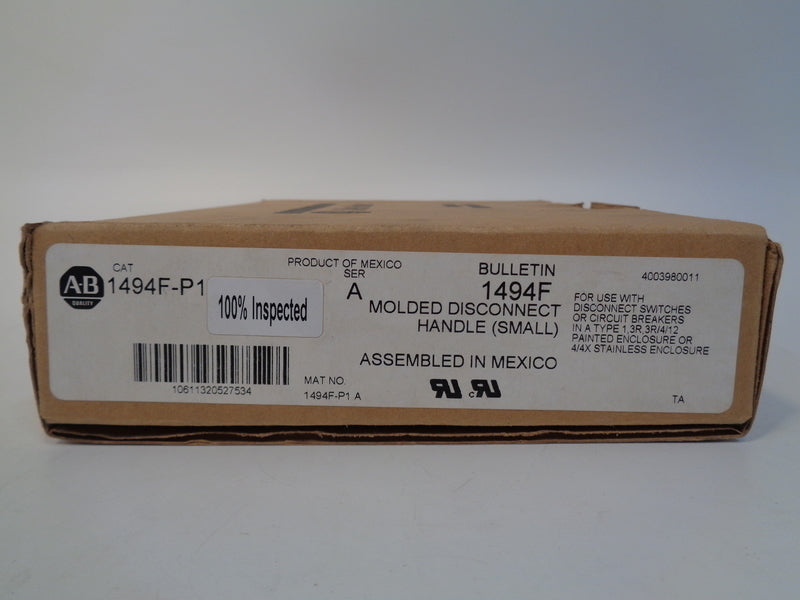 A-B
QUALITY
CAT
1494F-P1
100% Inspected
PRODUCT OF MEXICO
SER
A
BULLETIN
1494F
MOLDED DISCONNECT
HANDLE (SMALL)
ASSEMBLED IN MEXICO
4003980011
FOR USE WITH
DISCONNECT SWITCHES
OR CIRCUIT BREAKERS
IN A TYPE 1,3R,3R/4/12
PAINTED ENCLOSURE OR
4/4X STAINLESS ENCLOSURE
10611320527534
MAT NO.
1494F-P1 A
TA